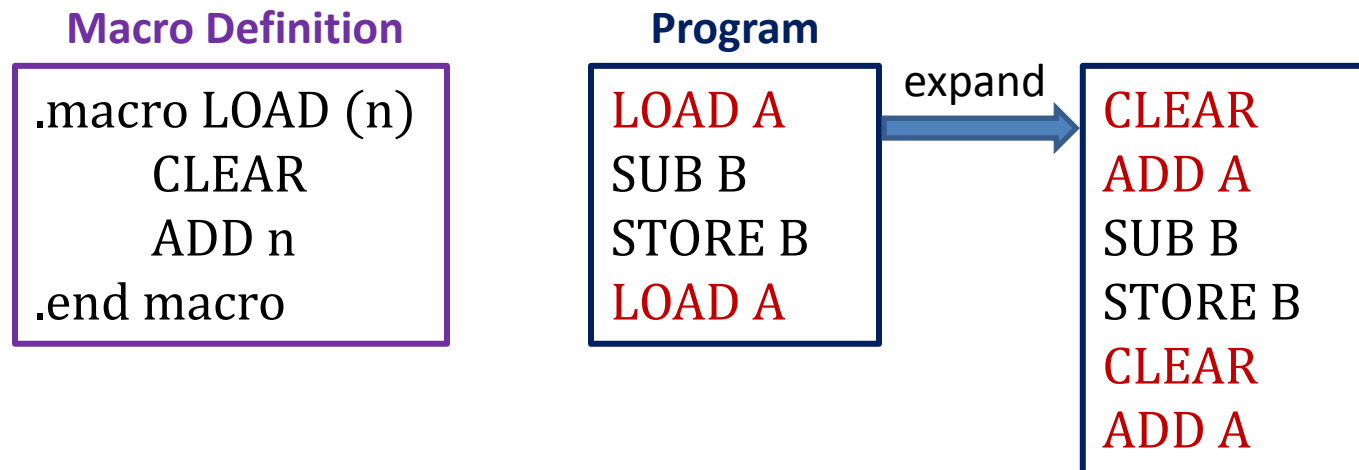 Macro Definition
.macro LOAD (n)
CLEAR
ADD n
.end macro
Program
LOAD A
SUB B
STORE B
LOAD A
expand
CLEAR
ADD A
SUB B
STORE B
CLEAR
ADD A